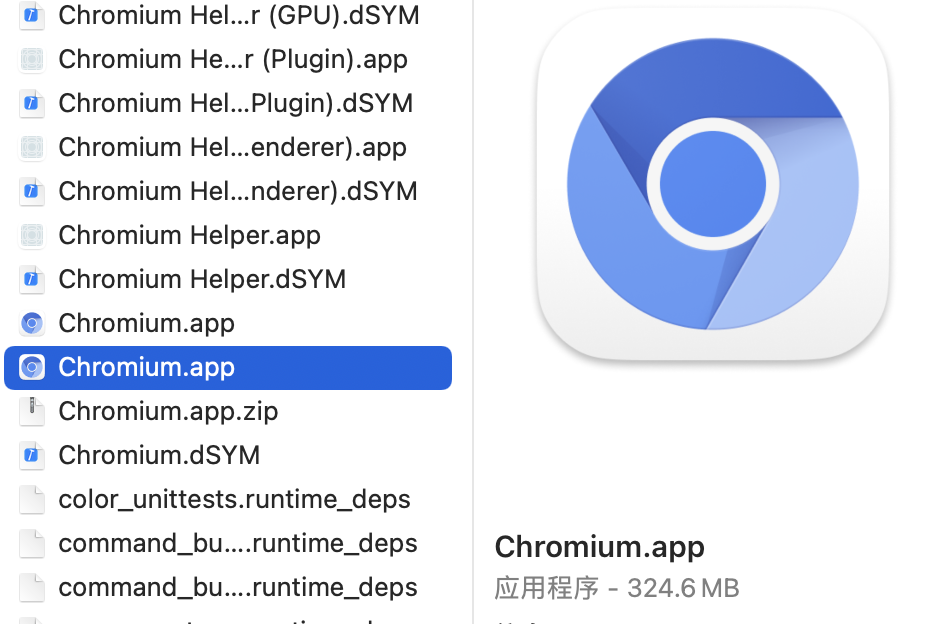 Chromium Hel...r (GPU).dSYM
Chromium He...r (Plugin).app
Chromium Hel...Plugin).dSYM
Chromium Hel...enderer).app
Chromium Hel...nderer).dSYM
Chromium Helper.app
Chromium Helper.dSYM
Chromium.app
Chromium.app
Chromium.app.zip
Chromium.dSYM
color_unittests.runtime_deps
command_bu....runtime_deps
command_bu....runtime_deps
Chromium.app
应用程序 – 324.6 MB